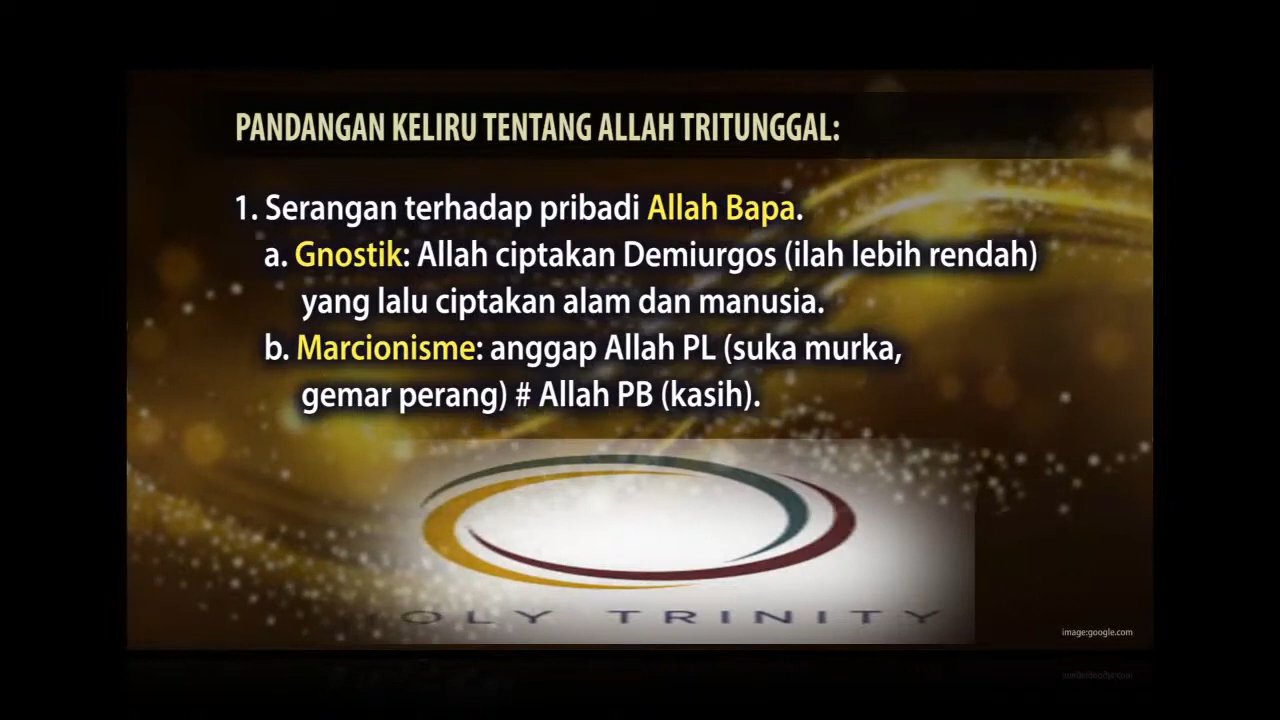 PANDANGAN KELIRU TENTANG ALLAH TRITUNGGAL:
1. Serangan terhadap pribadi Allah Bapa.
a. Gnostik: Allah ciptakan Demiurgos (ilah lebih rendah)
yang lalu ciptakan alam dan manusia.
b. Marcionisme: anggap Allah PL (suka murka,
gemar perang) # Allah PB (kasih).
HOLY TRINITY
image:google.com